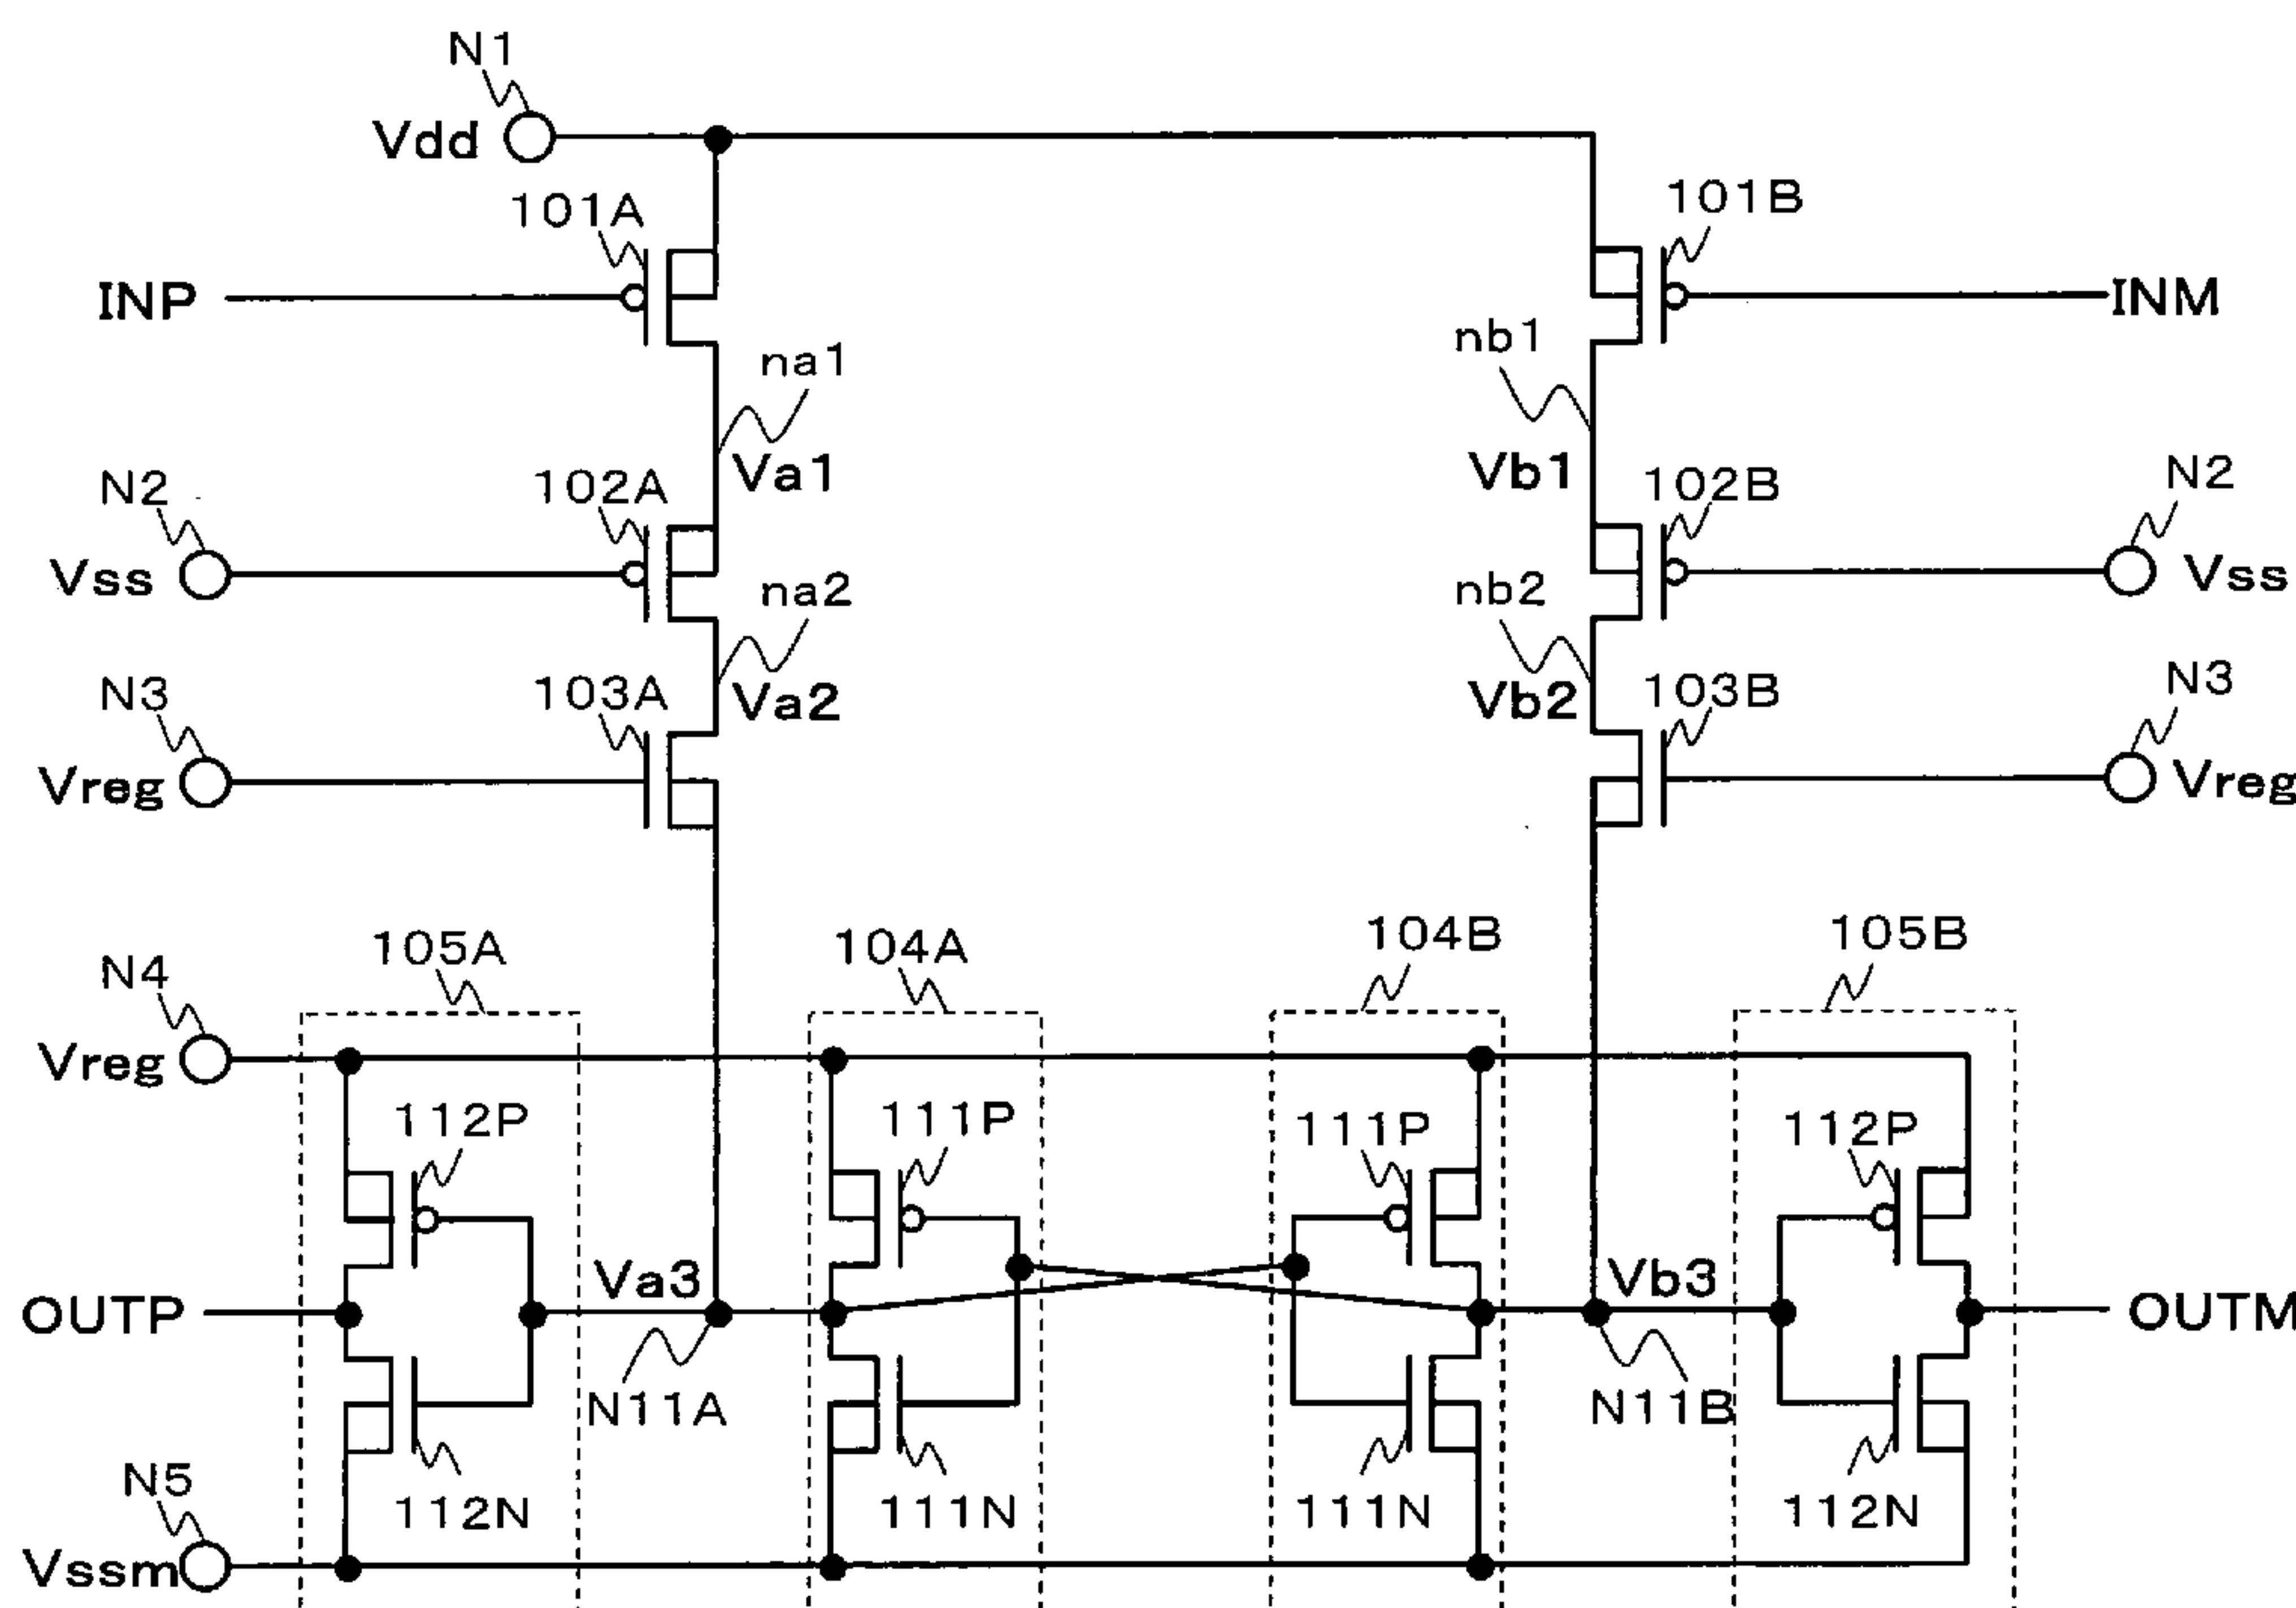 N1
Vdd
101A
101B
INP
INM
na1
nb1
Va1
Vb1
N2
102A
102B
N2
Vss
Vss
na2
nb2
N3
103A
Va2
Vb2
103B
N3
Vreg
Vreg
105A
104A
104B
105B
N4
Vreg
112P
111P
111P
112P
Va3
Vb3
OUTP
OUTM
N11A
N11B
N5
112N
111N
111N
112N
Vssm